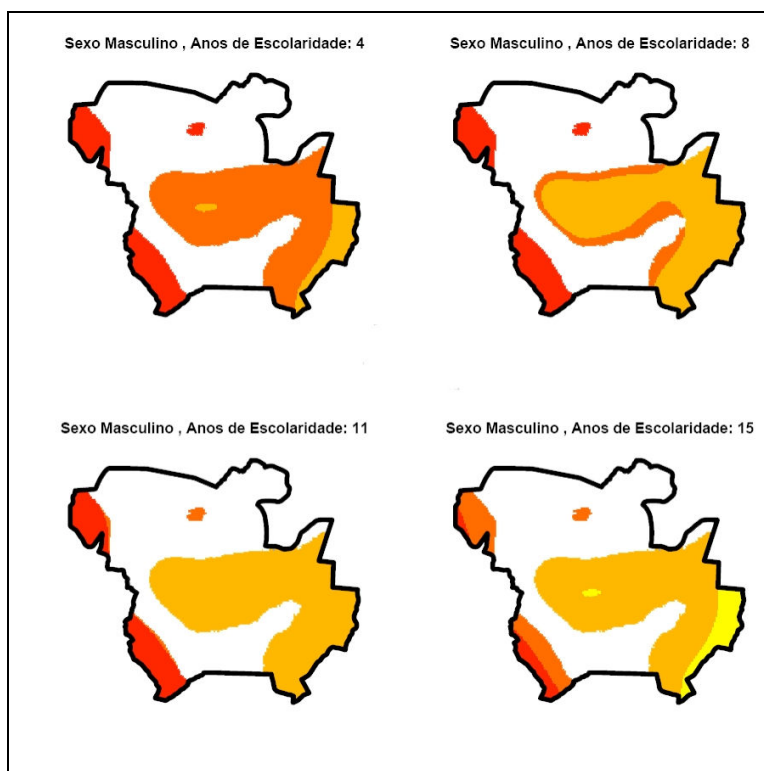 Sexo Masculino , Anos de Escolaridade: 4
Sexo Masculino , Anos de Escolaridade: 8
Sexo Masculino , Anos de Escolaridade: 11
Sexo Masculino , Anos de Escolaridade: 15